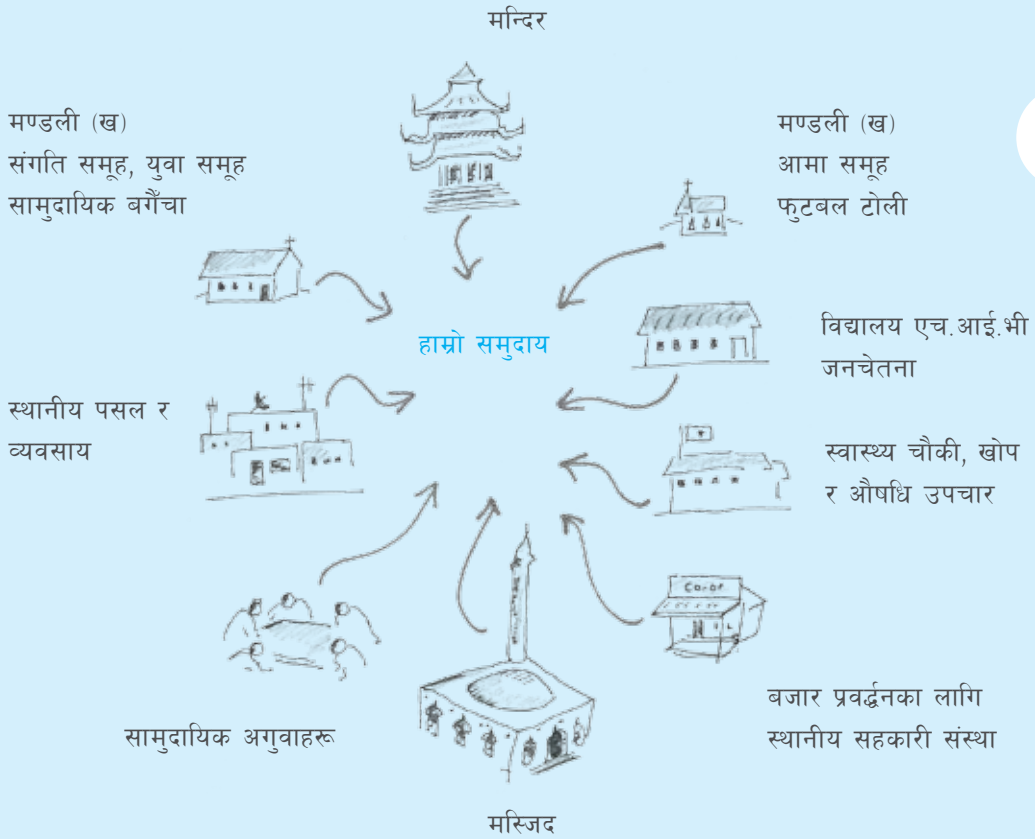 मन्दिर
मण्डली (ख)
संगति समूह, युवा समूह
सामुदायिक बगैँचा
मण्डली (ख)
आमा समूह
फुटबल टोली
हाम्रो समुदाय
विद्यालय एच.आई.भी
जनचेतना
स्थानीय पसल र
व्यवसाय
स्वास्थ्य चौकी, खोप
र औषधि उपचार
CO-OP
सामुदायिक अगुवाहरू
बजार प्रवर्द्धनका लागि
स्थानीय सहकारी संस्था
मस्जिद